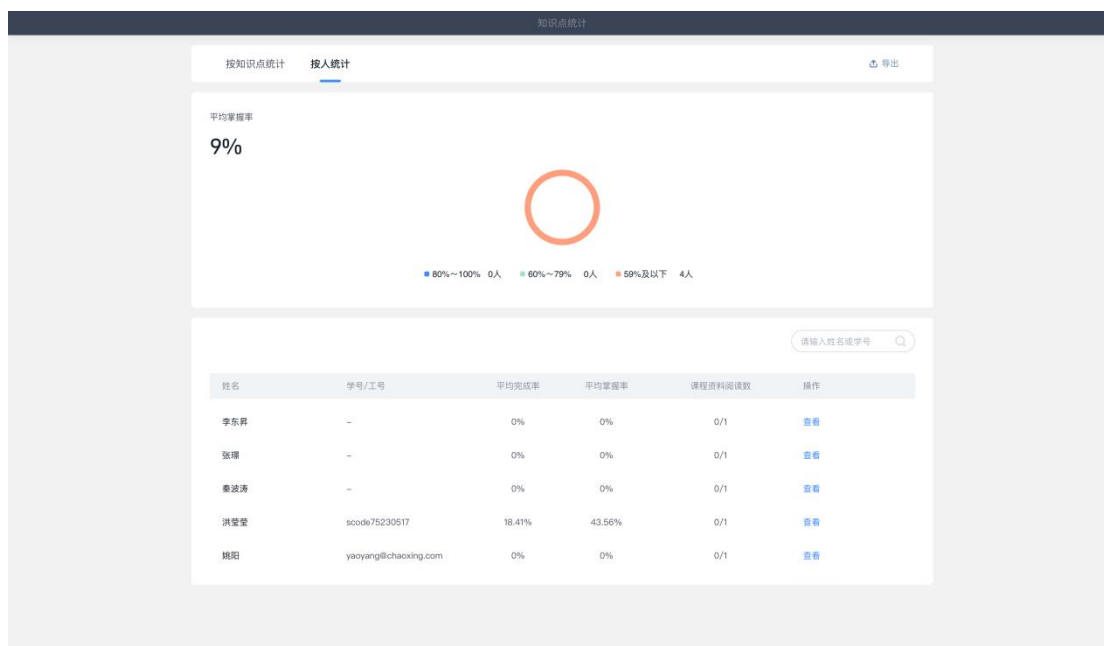 知识点统计
按知识点统计 按人统计 导出
平均掌握率
9%
80%～100% 0人 60%～79% 0人 59%及以下 4人
请输入姓名或学号
姓名 学号/工号 平均完成率 平均掌握率 课程资料阅读数 操作
李东昇 – 0% 0% 0/1 查看
张璟 – 0% 0% 0/1 查看
秦波涛 – 0% 0% 0/1 查看
洪莹莹 scode75230517 18.41% 43.56% 0/1 查看
姚阳 yaoyang@chaoxing.com 0% 0% 0/1 查看